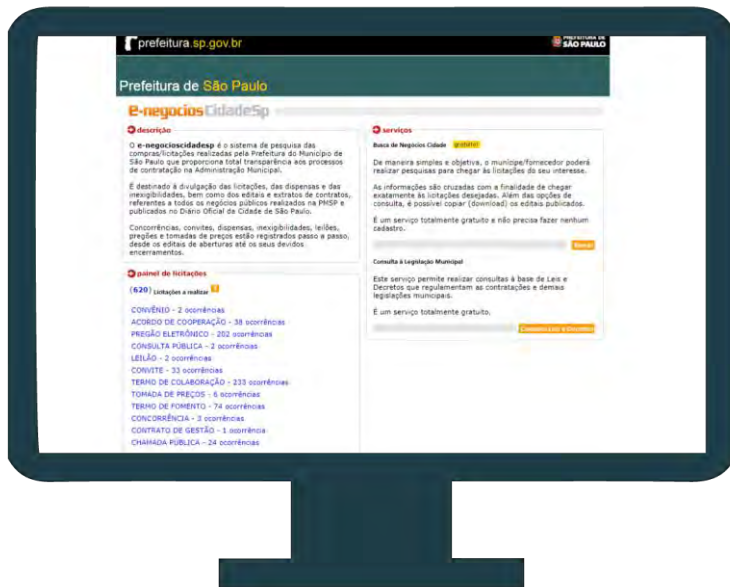 prefeitura.sp.gov.br
PREFEITURA DE
SÃO PAULO
Prefeitura de São Paulo
e-negociosCidadeSp
descrição
O e-negocioscidadesp é o sistema de pesquisa das
compras/licitações realizadas pela Prefeitura do Município de
São Paulo que proporciona total transparência aos processos
de contratação na Administração Municipal.
É destinado à divulgação das licitações, das dispensas e das
inexigibilidades, bem como dos editais e extratos de contratos,
referentes a todos os negócios públicos realizados na PMSP e
publicados no Diário Oficial da Cidade de São Paulo.
Concorrências, convites, dispensas, inexigibilidades, leilões,
pregões e tomadas de preços estão registrados passo a passo,
desde os editais de aberturas até os seus devidos
encerramentos.
painel de licitações
(620) Licitações a realizar
CONVÊNIO - 2 ocorrências
ACORDO DE COOPERAÇÃO - 38 ocorrências
PREGÃO ELETRÔNICO - 202 ocorrências
CONSULTA PÚBLICA - 2 ocorrências
LEILÃO - 2 ocorrências
CONVITE - 33 ocorrências
TERMO DE COLABORAÇÃO - 233 ocorrências
TOMADA DE PREÇOS - 6 ocorrências
TERMO DE FOMENTO - 74 ocorrências
CONCORRÊNCIA - 3 ocorrências
CONTRATO DE GESTÃO - 1 ocorrência
CHAMADA PÚBLICA - 24 ocorrências
serviços
Busca de Negócios Cidade gratuito!
De maneira simples e objetiva, o munícipe/fornecedor poderá
realizar pesquisas para chegar às licitações do seu interesse.
As informações são cruzadas com a finalidade de chegar
exatamente às licitações desejadas. Além das opções de
consulta, é possível copiar (download) os editais publicados.
É um serviço totalmente gratuito e não precisa fazer nenhum
cadastro.
Buscar
Consulta à Legislação Municipal
Este serviço permite realizar consultas à base de Leis e
Decretos que regulamentam as contratações e demais
legislações municipais.
É um serviço totalmente gratuito.